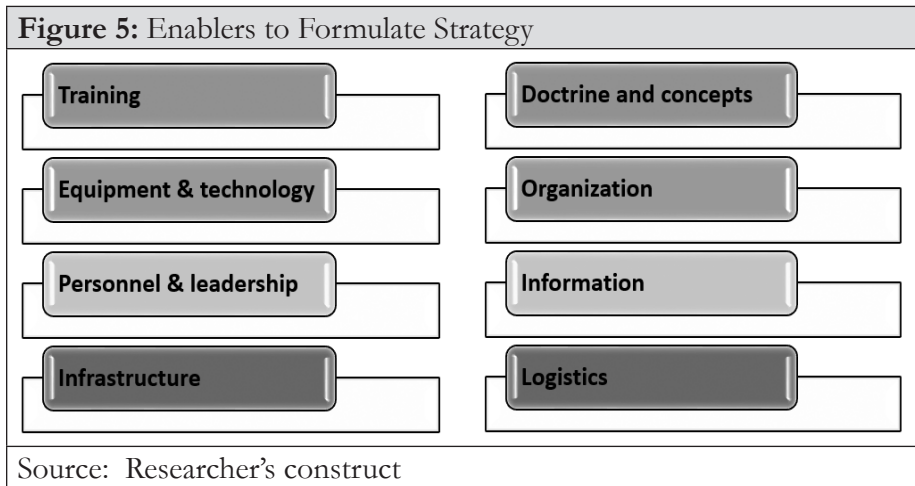 Figure 5: Enablers to Formulate Strategy
Training
Equipment & technology
Personnel & leadership
Infrastructure
Doctrine and concepts
Organization
Information
Logistics
Source: Researcher's construct